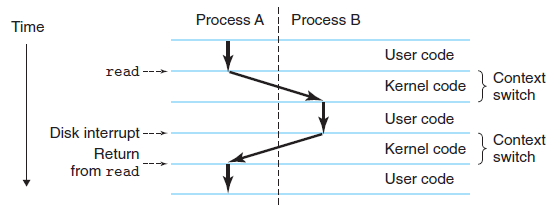 Process A
Process B
Time
User code
read
Kernel code
Context
switch
User code
Disk interrupt
Kernel code
Context
switch
Return
from read
User code